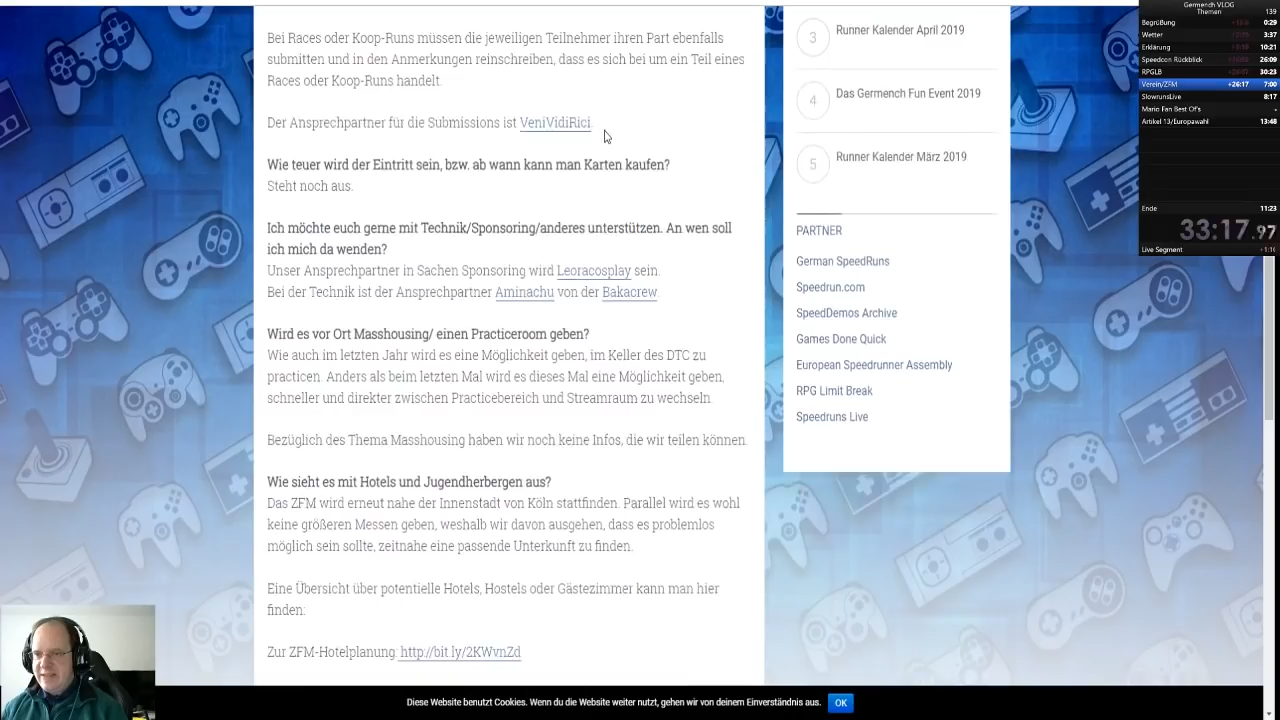 Bei Races oder Koop-Runs müssen die jeweiligen Teilnehmer ihren Part ebenfalls
submitten und in den Anmerkungen reinschreiben, dass es sich bei um ein Teil eines
Races oder Koop-Runs handelt.
Der Ansprechpartner für die Submissions ist VeniVidiRici.
Wie teuer wird der Eintritt sein, bzw. ab wann kann man Karten kaufen?
Steht noch aus.
Ich möchte euch gerne mit Technik/Sponsoring/anderes unterstützen. An wen soll
ich mich da wenden?
Unser Ansprechpartner in Sachen Sponsoring wird Leoracosplay sein.
Bei der Technik ist der Ansprechpartner Aminachu von der Bakacrew.
Wird es vor Ort Masshousing/ einen Practiceroom geben?
Wie auch im letzten Jahr wird es eine Möglichkeit geben, im Keller des DTC zu
practicen. Anders als beim letzten Mal wird es dieses Mal eine Möglichkeit geben,
schneller und direkter zwischen Practicebereich und Streamraum zu wechseln.
Bezüglich des Thema Masshousing haben wir noch keine Infos, die wir teilen können.
Wie sieht es mit Hotels und Jugendherbergen aus?
Das ZFM wird erneut nahe der Innenstadt von Köln stattfinden. Parallel wird es wohl
keine größeren Messen geben, weshalb wir davon ausgehen, dass es problemlos
möglich sein sollte, zeitnahe eine passende Unterkunft zu finden.
Eine Übersicht über potentielle Hotels, Hostels oder Gästezimmer kann man hier
finden:
Zur ZFM-Hotelplanung: http://bit.ly/2KWvnZd
3 Runner Kalender April 2019
4 Das Germench Fun Event 2019
5 Runner Kalender März 2019
PARTNER
German SpeedRuns
Speedrun.com
SpeedDemos Archive
Games Done Quick
European Speedrunner Assembly
RPG Limit Break
Speedruns Live
Germench VLOG
Themen 139
Begrüßung 0:29
Wetter 3:37
Erklärung 10:21
Speedcon Rückblick 26:09
RPGLB 30:23
Verein/ZFM +26:17 7:00
SlowrunsLive 8:17
Mario Fan Best Of's -
Artikel 13/Europawahl 13:48
Ende 11:23
33:17.97
Live Segment
Diese Website benutzt Cookies. Wenn du die Website weiter nutzt, gehen wir von deinem Einverständnis aus. OK